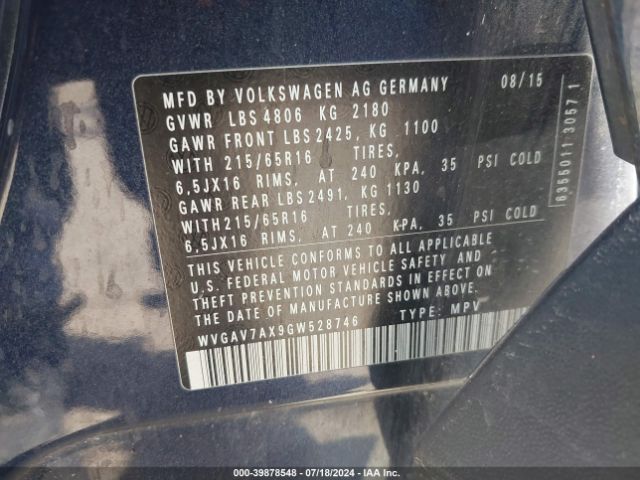 MFD BY VOLKSWAGEN AG GERMANY 08/15
GVWR LBS 4806 KG 2180
GAWR FRONT LBS 2425, KG 1100
WITH 215/65R16 TIRES,
6,5JX16 RIMS, AT 240 KPA, 35 PSI COLD
GAWR REAR LBS 2491, KG 1130
WITH 215/65R16 TIRES,
6,5JX16 RIMS, AT 240 KPA, 35 PSI COLD
THIS VEHICLE CONFORMS TO ALL APPLICABLE
U.S. FEDERAL MOTOR VEHICLE SAFETY AND
THEFT PREVENTION STANDARDS IN EFFECT ON
THE DATE OF MANUFACTURE SHOWN ABOVE.
WVGAV7AX9GW528746 TYPE: MPV
6355011 3057 1
000-39878548 - 07/18/2024 - IAA Inc.